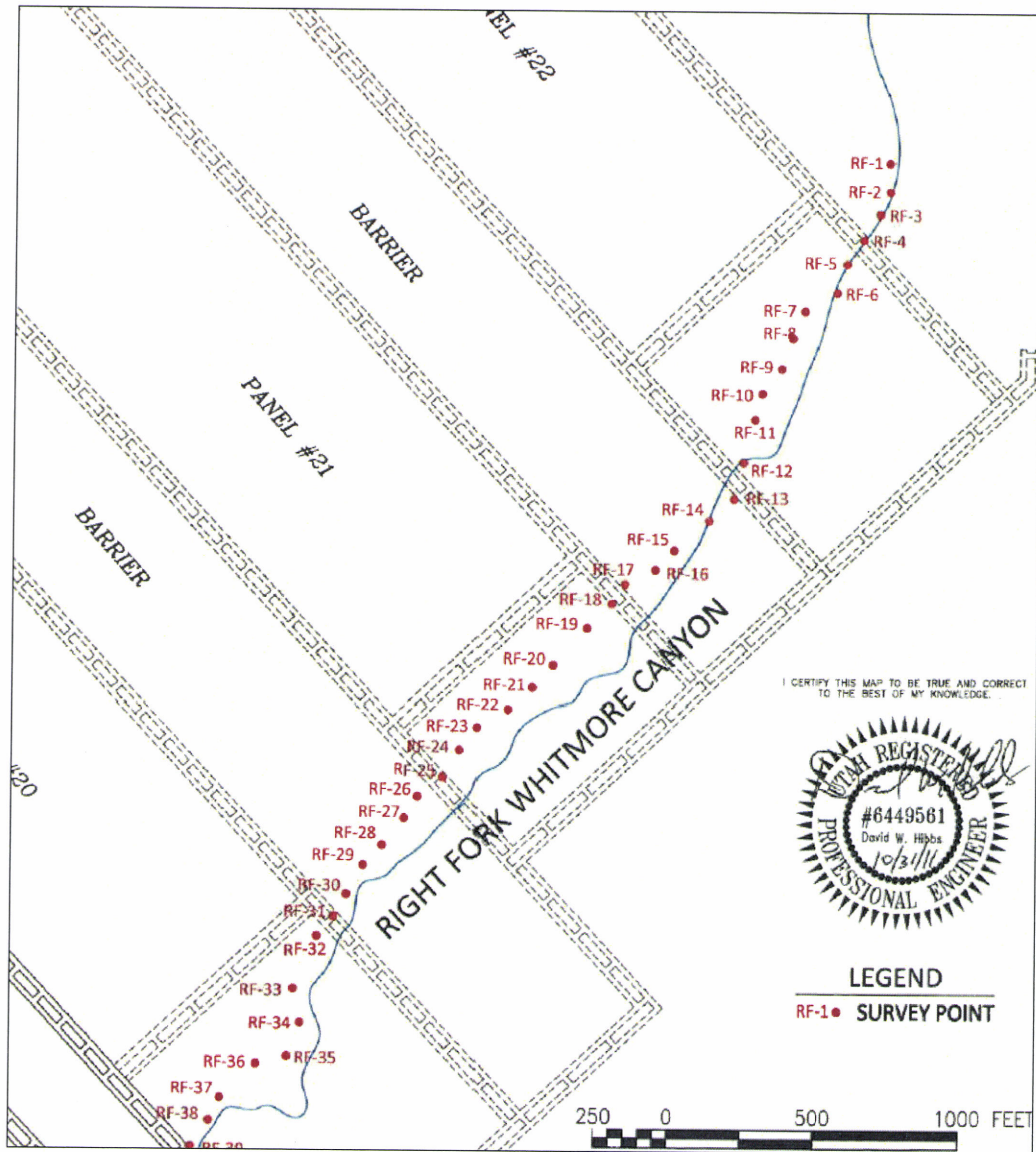 PANEL #22
BARRIER
PANEL #21
BARRIER
#20
RF-1
RF-2
RF-3
RF-4
RF-5
RF-6
RF-7
RF-8
RF-9
RF-10
RF-11
RF-12
RF-13
RF-14
RF-15
RF-16
RF-17
RF-18
RF-19
RF-20
RF-21
RF-22
RF-23
RF-24
RF-25
RF-26
RF-27
RF-28
RF-29
RF-30
RF-31
RF-32
RF-33
RF-34
RF-35
RF-36
RF-37
RF-38
RF-39
RIGHT FORK WHITMORE CANYON
I CERTIFY THIS MAP TO BE TRUE AND CORRECT
TO THE BEST OF MY KNOWLEDGE.
UTAH REGISTERED
#6449561
David W. Hibbs
10/31/11
PROFESSIONAL ENGINEER
LEGEND
RF-1 SURVEY POINT
250 0 500 1000 FEET